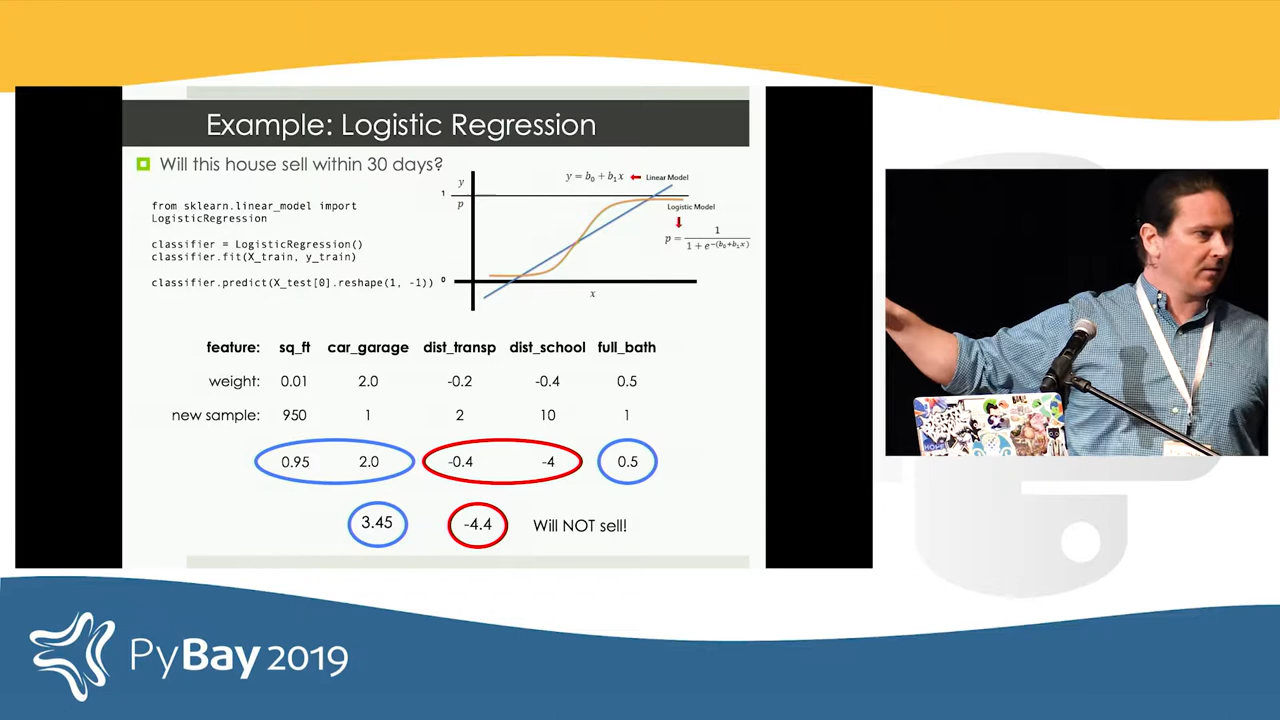 Example: Logistic Regression
Will this house sell within 30 days?
from sklearn.linear_model import
LogisticRegression
classifier = LogisticRegression()
classifier.fit(X_train, y_train)
classifier.predict(X_test[0].reshape(1, -1))
y = b₀ + b₁x
Linear Model
y
1
p
Logistic Model
p = 1 / 1 + e^-(b₀+b₁x)
0
x
feature: sq_ft car_garage dist_transp dist_school full_bath
weight: 0.01 2.0 -0.2 -0.4 0.5
new sample: 950 1 2 10 1
0.95 2.0 -0.4 -4 0.5
3.45 -4.4 Will NOT sell!
PyBay 2019